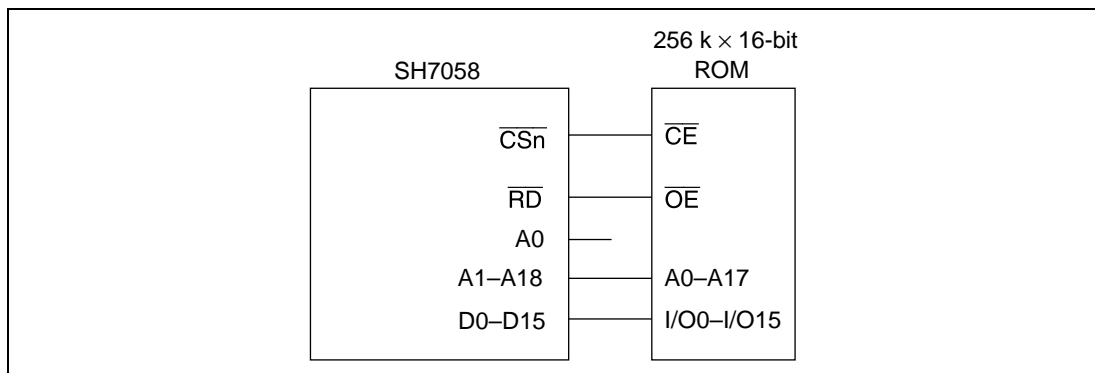 256 k × 16-bit
SH7058 ROM
CSn CE
RD OE
A0
A1–A18 A0–A17
D0–D15 I/O0–I/O15